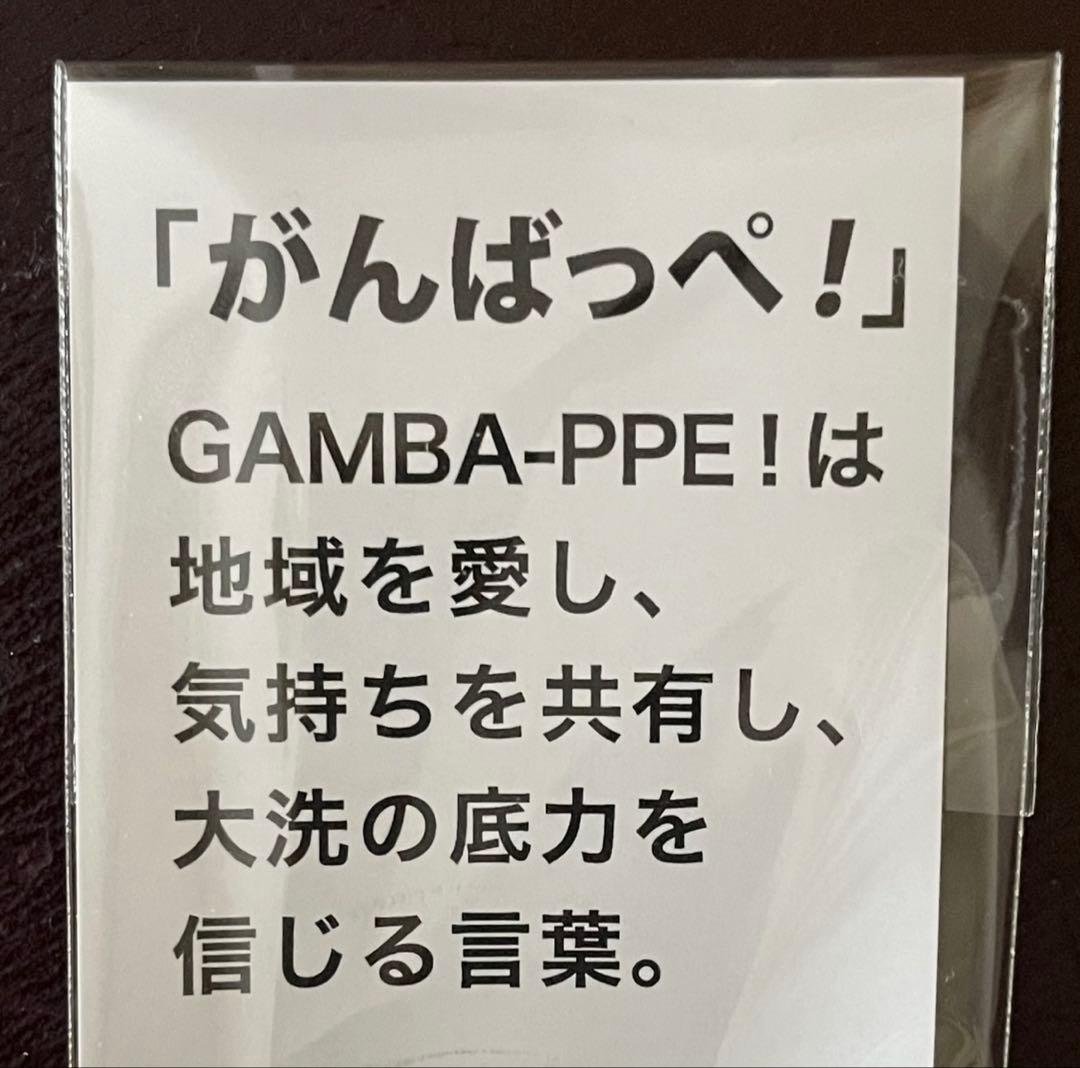 「がんばっぺ！」
GAMBA-PPE！は
地域を愛し、
気持ちを共有し、
大洗の底力を
信じる言葉。